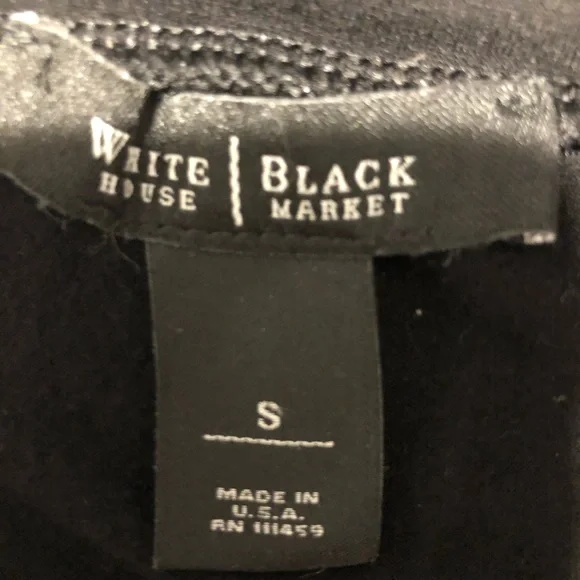 WHITE HOUSE | BLACK MARKET
S
MADE IN
U.S.A.
RN 111459